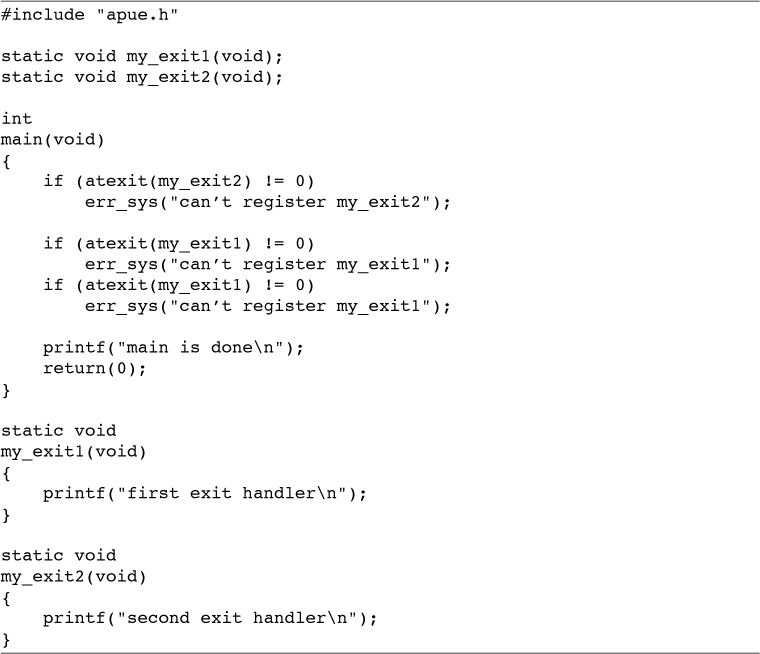 #include "apue.h"

static void my_exit1(void);
static void my_exit2(void);

int
main(void)
{
    if (atexit(my_exit2) != 0)
        err_sys("can’t register my_exit2");

    if (atexit(my_exit1) != 0)
        err_sys("can’t register my_exit1");
    if (atexit(my_exit1) != 0)
        err_sys("can’t register my_exit1");

    printf("main is done\n");
    return(0);
}

static void
my_exit1(void)
{
    printf("first exit handler\n");
}

static void
my_exit2(void)
{
    printf("second exit handler\n");
}